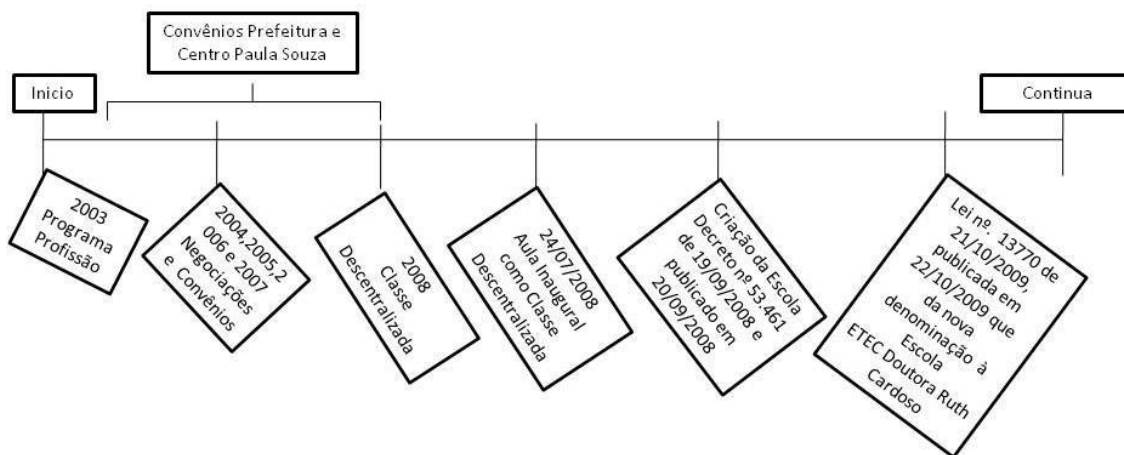 Convênios Prefeitura e
Centro Paula Souza
Inicio
Continua
2003
Programa
Profissão
2004,2005,2
006 e 2007
Negociações
e Convênios
2008
Classe
Descentralizada
24/07/2008
Aula Inaugural
como Classe
Descentralizada
Criação da Escola
Decreto nº 53.461
de 19/09/2008 e
publicado em
20/09/2008
Lei nº. 13770 de
21/10/2009,
publicada em
22/10/2009 que
da nova
denominação à
Escola
ETEC Doutora Ruth
Cardoso